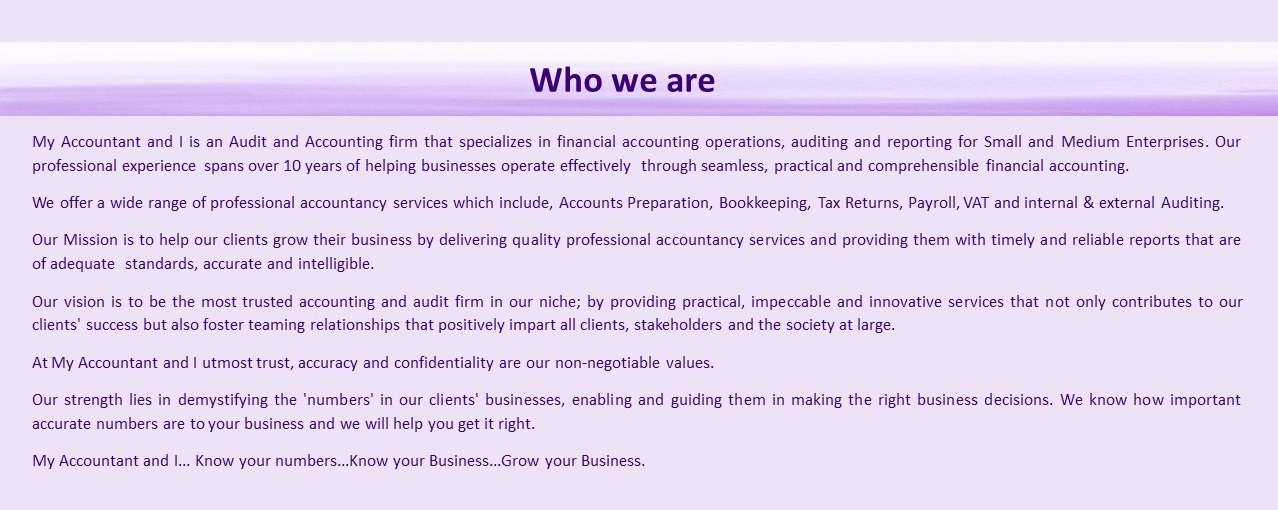 Who we are
My Accountant and I is an Audit and Accounting firm that specializes in financial accounting operations, auditing and reporting for Small and Medium Enterprises. Our
professional experience spans over 10 years of helping businesses operate effectively through seamless, practical and comprehensible financial accounting.
We offer a wide range of professional accountancy services which include, Accounts Preparation, Bookkeeping, Tax Returns, Payroll, VAT and internal & external Auditing.
Our Mission is to help our clients grow their business by delivering quality professional accountancy services and providing them with timely and reliable reports that are
of adequate standards, accurate and intelligible.
Our vision is to be the most trusted accounting and audit firm in our niche; by providing practical, impeccable and innovative services that not only contributes to our
clients' success but also foster teaming relationships that positively impart all clients, stakeholders and the society at large.
At My Accountant and I utmost trust, accuracy and confidentiality are our non-negotiable values.
Our strength lies in demystifying the 'numbers' in our clients' businesses, enabling and guiding them in making the right business decisions. We know how important
accurate numbers are to your business and we will help you get it right.
My Accountant and I... Know your numbers...Know your Business...Grow your Business.